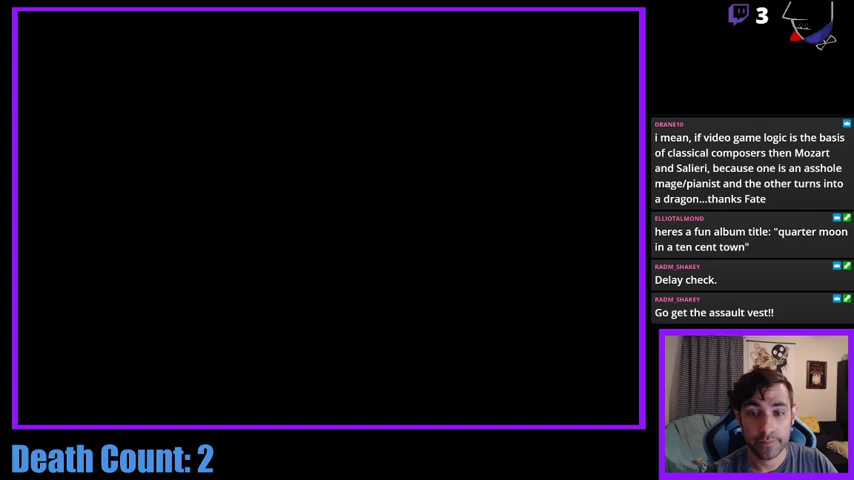 3
DRANE10
i mean, if video game logic is the basis
of classical composers then Mozart
and Salieri, because one is an asshole
mage/pianist and the other turns into
a dragon...thanks Fate
ELLIOTALMOND
heres a fun album title: "quarter moon
in a ten cent town"
RADM_SHAKEY
Delay check.
RADM_SHAKEY
Go get the assault vest!!
Death Count: 2